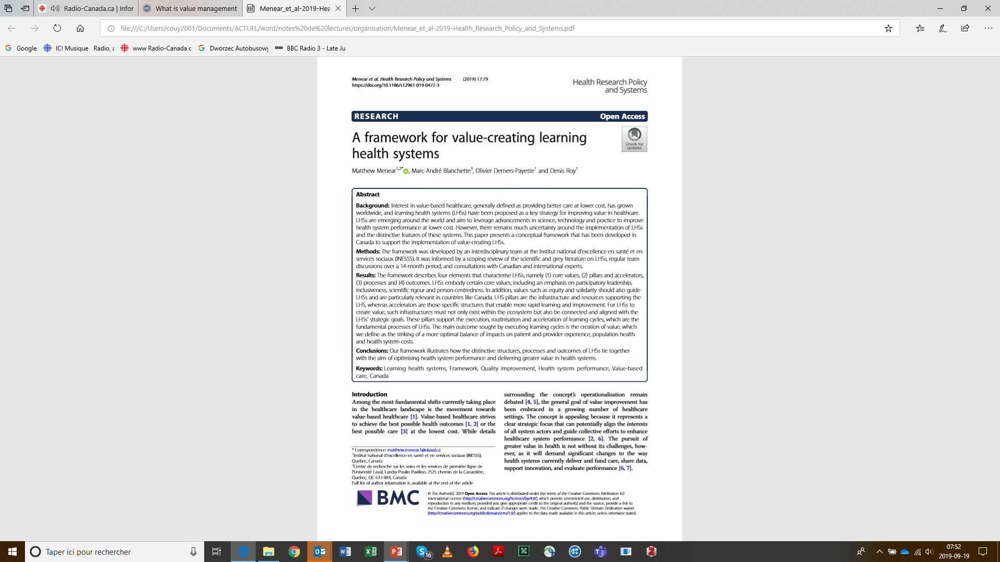 Radio-Canada.ca | Infor
What is value management
Menear_et_al-2019-Hea
file:///C:/Users/couy2001/Documents/ACTUEL/word/notes%20de%20lectures/organisation/Menear_et_al-2019-Health_Research_Policy_and_Systems.pdf
Google ICI Musique Radio, a www Radio-Canada c Dworzec Autobusowy BBC Radio 3 - Late Ju
Menear et al. Health Research Policy and Systems (2019) 17:79
https://doi.org/10.1186/s12961-019-0477-3
Health Research Policy
and Systems
RESEARCH Open Access
A framework for value-creating learning
health systems
Check for
updates
Matthew Menear1,2*, Marc-André Blanchette3, Olivier Demers-Payette1 and Denis Roy1
Abstract
Background: Interest in value-based healthcare, generally defined as providing better care at lower cost, has grown
worldwide, and learning health systems (LHSs) have been proposed as a key strategy for improving value in healthcare.
LHSs are emerging around the world and aim to leverage advancements in science, technology and practice to improve
health system performance at lower cost. However, there remains much uncertainty around the implementation of LHSs
and the distinctive features of these systems. This paper presents a conceptual framework that has been developed in
Canada to support the implementation of value-creating LHSs.
Methods: The framework was developed by an interdisciplinary team at the Institut national d'excellence en santé et en
services sociaux (INESSS). It was informed by a scoping review of the scientific and grey literature on LHSs, regular team
discussions over a 14-month period, and consultations with Canadian and international experts.
Results: The framework describes four elements that characterise LHSs, namely (1) core values, (2) pillars and accelerators,
(3) processes and (4) outcomes. LHSs embody certain core values, including an emphasis on participatory leadership,
inclusiveness, scientific rigour and person-centredness. In addition, values such as equity and solidarity should also guide
LHSs and are particularly relevant in countries like Canada. LHS pillars are the infrastructure and resources supporting the
LHS, whereas accelerators are those specific structures that enable more rapid learning and improvement. For LHSs to
create value, such infrastructures must not only exist within the ecosystem but also be connected and aligned with the
LHSs' strategic goals. These pillars support the execution, routinisation and acceleration of learning cycles, which are the
fundamental processes of LHSs. The main outcome sought by executing learning cycles is the creation of value, which
we define as the striking of a more optimal balance of impacts on patient and provider experience, population health
and health system costs.
Conclusions: Our framework illustrates how the distinctive structures, processes and outcomes of LHSs tie together
with the aim of optimising health system performance and delivering greater value in health systems.
Keywords: Learning health systems, Framework, Quality improvement, Health system performance, Value-based
care, Canada
Introduction
Among the most fundamental shifts currently taking place
in the healthcare landscape is the movement towards
value-based healthcare [1]. Value-based healthcare strives
to achieve the best possible health outcomes [1, 2] or the
best possible care [3] at the lowest cost. While details
surrounding the concept's operationalisation remain
debated [4, 5], the general goal of value improvement has
been embraced in a growing number of healthcare
settings. The concept is appealing because it represents a
clear strategic focus that can potentially align the interests
of all system actors and guide collective efforts to enhance
healthcare system performance [2, 6]. The pursuit of
greater value in health is not without its challenges, how-
ever, as it will demand significant changes to the way
health systems currently deliver and fund care, share data,
support innovation, and evaluate performance [6, 7].
* Correspondence: matthew.menear.1@ulaval.ca
1Institut national d'excellence en santé et en services sociaux (INESSS),
Quebec, Canada
2Centre de recherche sur les soins et les services de première ligne de
l'Université Laval, Landry-Poulin Pavilion, 2525 chemin de la Canardière,
Quebec, QC G1J 0A4, Canada
Full list of author information is available at the end of the article
BMC
© The Author(s). 2019 Open Access This article is distributed under the terms of the Creative Commons Attribution 4.0
International License (http://creativecommons.org/licenses/by/4.0/), which permits unrestricted use, distribution, and
reproduction in any medium, provided you give appropriate credit to the original author(s) and the source, provide a link to
the Creative Commons license, and indicate if changes were made. The Creative Commons Public Domain Dedication waiver
(http://creativecommons.org/publicdomain/zero/1.0/) applies to the data made available in this article, unless otherwise stated.
Taper ici pour rechercher
16
07:52
2019-09-19